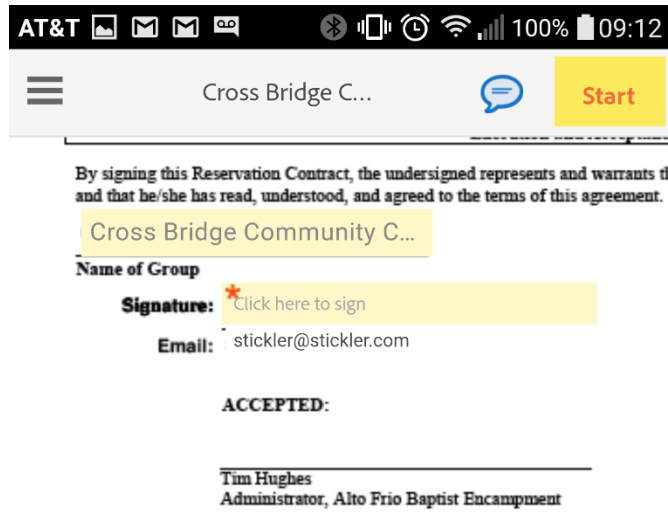 AT&T 100% 09:12
Cross Bridge C... Start
By signing this Reservation Contract, the undersigned represents and warrants
and that he/she has read, understood, and agreed to the terms of this agreement.
Cross Bridge Community C...
Name of Group
Signature: *Click here to sign
Email: stickler@stickler.com
ACCEPTED:
Tim Hughes
Administrator, Alto Frio Baptist Encampment